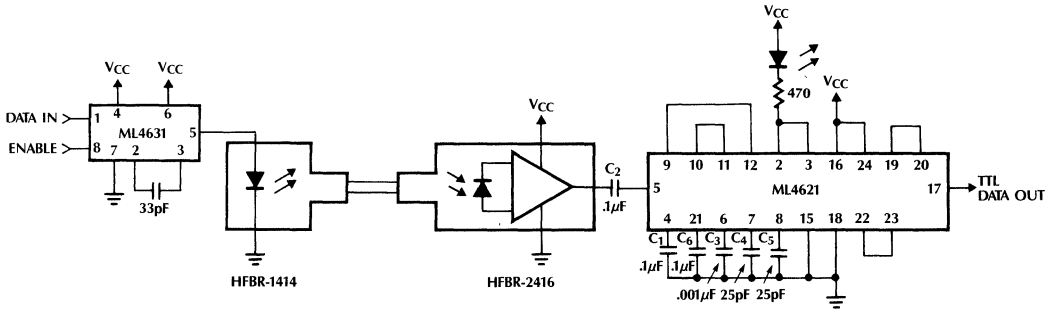 VCC
VCC VCC
470
VCC
VCC
DATA IN
1 4 6
ML4631 5
ENABLE
8 7 2 3
33pF
HFBR-1414
HFBR-2416
C2
.1μF
9 10 11 12 2 3 16 24 19 20
5 ML4621 17
TTL
DATA OUT
4 21 6 7 8 15 18 22 23
C1 C6 C3 C4 C5
.1μF .1μF
.001μF 25pF 25pF